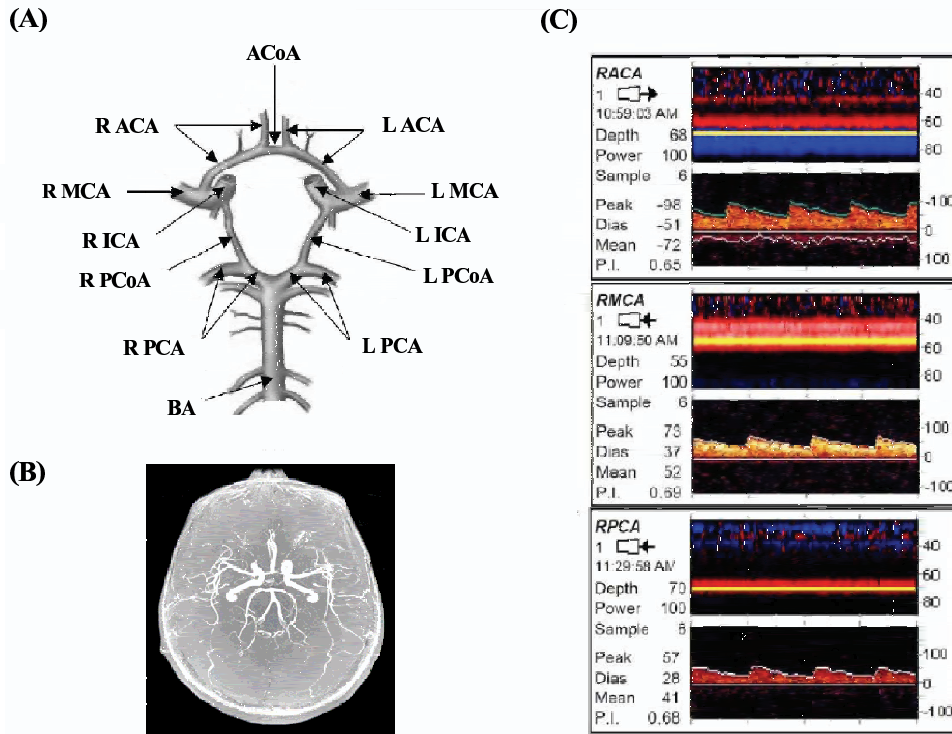 (A)
ACoA
R ACA
L ACA
R MCA
L MCA
R ICA
L ICA
R PCoA
L PCoA
R PCA
L PCA
BA
(B)
(C)
RACA
1
10:59:03 AM
Depth 68
Power 100
Sample 6
Peak -98
Dias -51
Mean -72
P.I. 0.65
40
60
80
-100
0
100
RMCA
1
11:09:50 AM
Depth 55
Power 100
Sample 6
Peak 73
Dias 37
Mean 52
P.I. 0.69
40
60
80
100
0
-100
RPCA
1
11:29:58 AM
Depth 70
Power 100
Sample 6
Peak 57
Dias 28
Mean 41
P.I. 0.68
40
60
80
100
0
-100